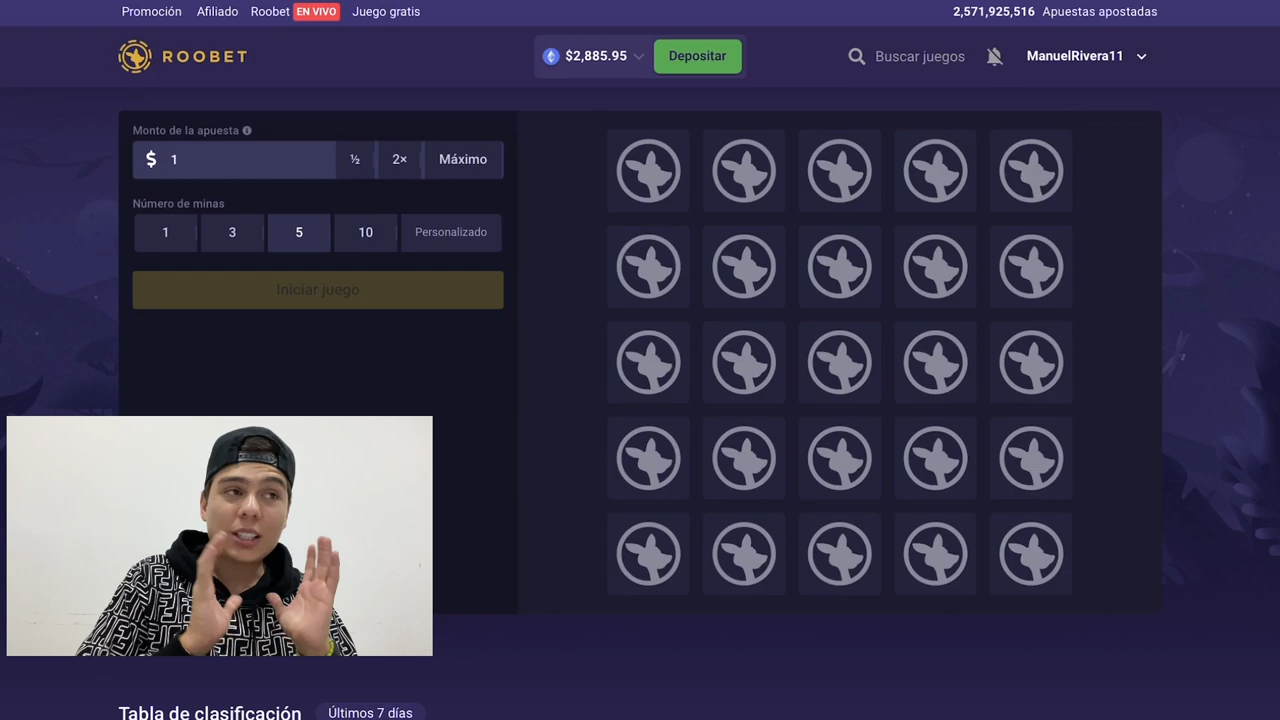 Promoción Afiliado Roobet EN VIVO Juego gratis 2,571,925,516 Apuestas apostadas
ROOBET $2,885.95 Depositar Buscar juegos ManuelRivera11
Monto de la apuesta
$ 1 ½ 2× Máximo
Número de minas
1 3 5 10 Personalizado
Iniciar juego
Tabla de clasificación Últimos 7 días